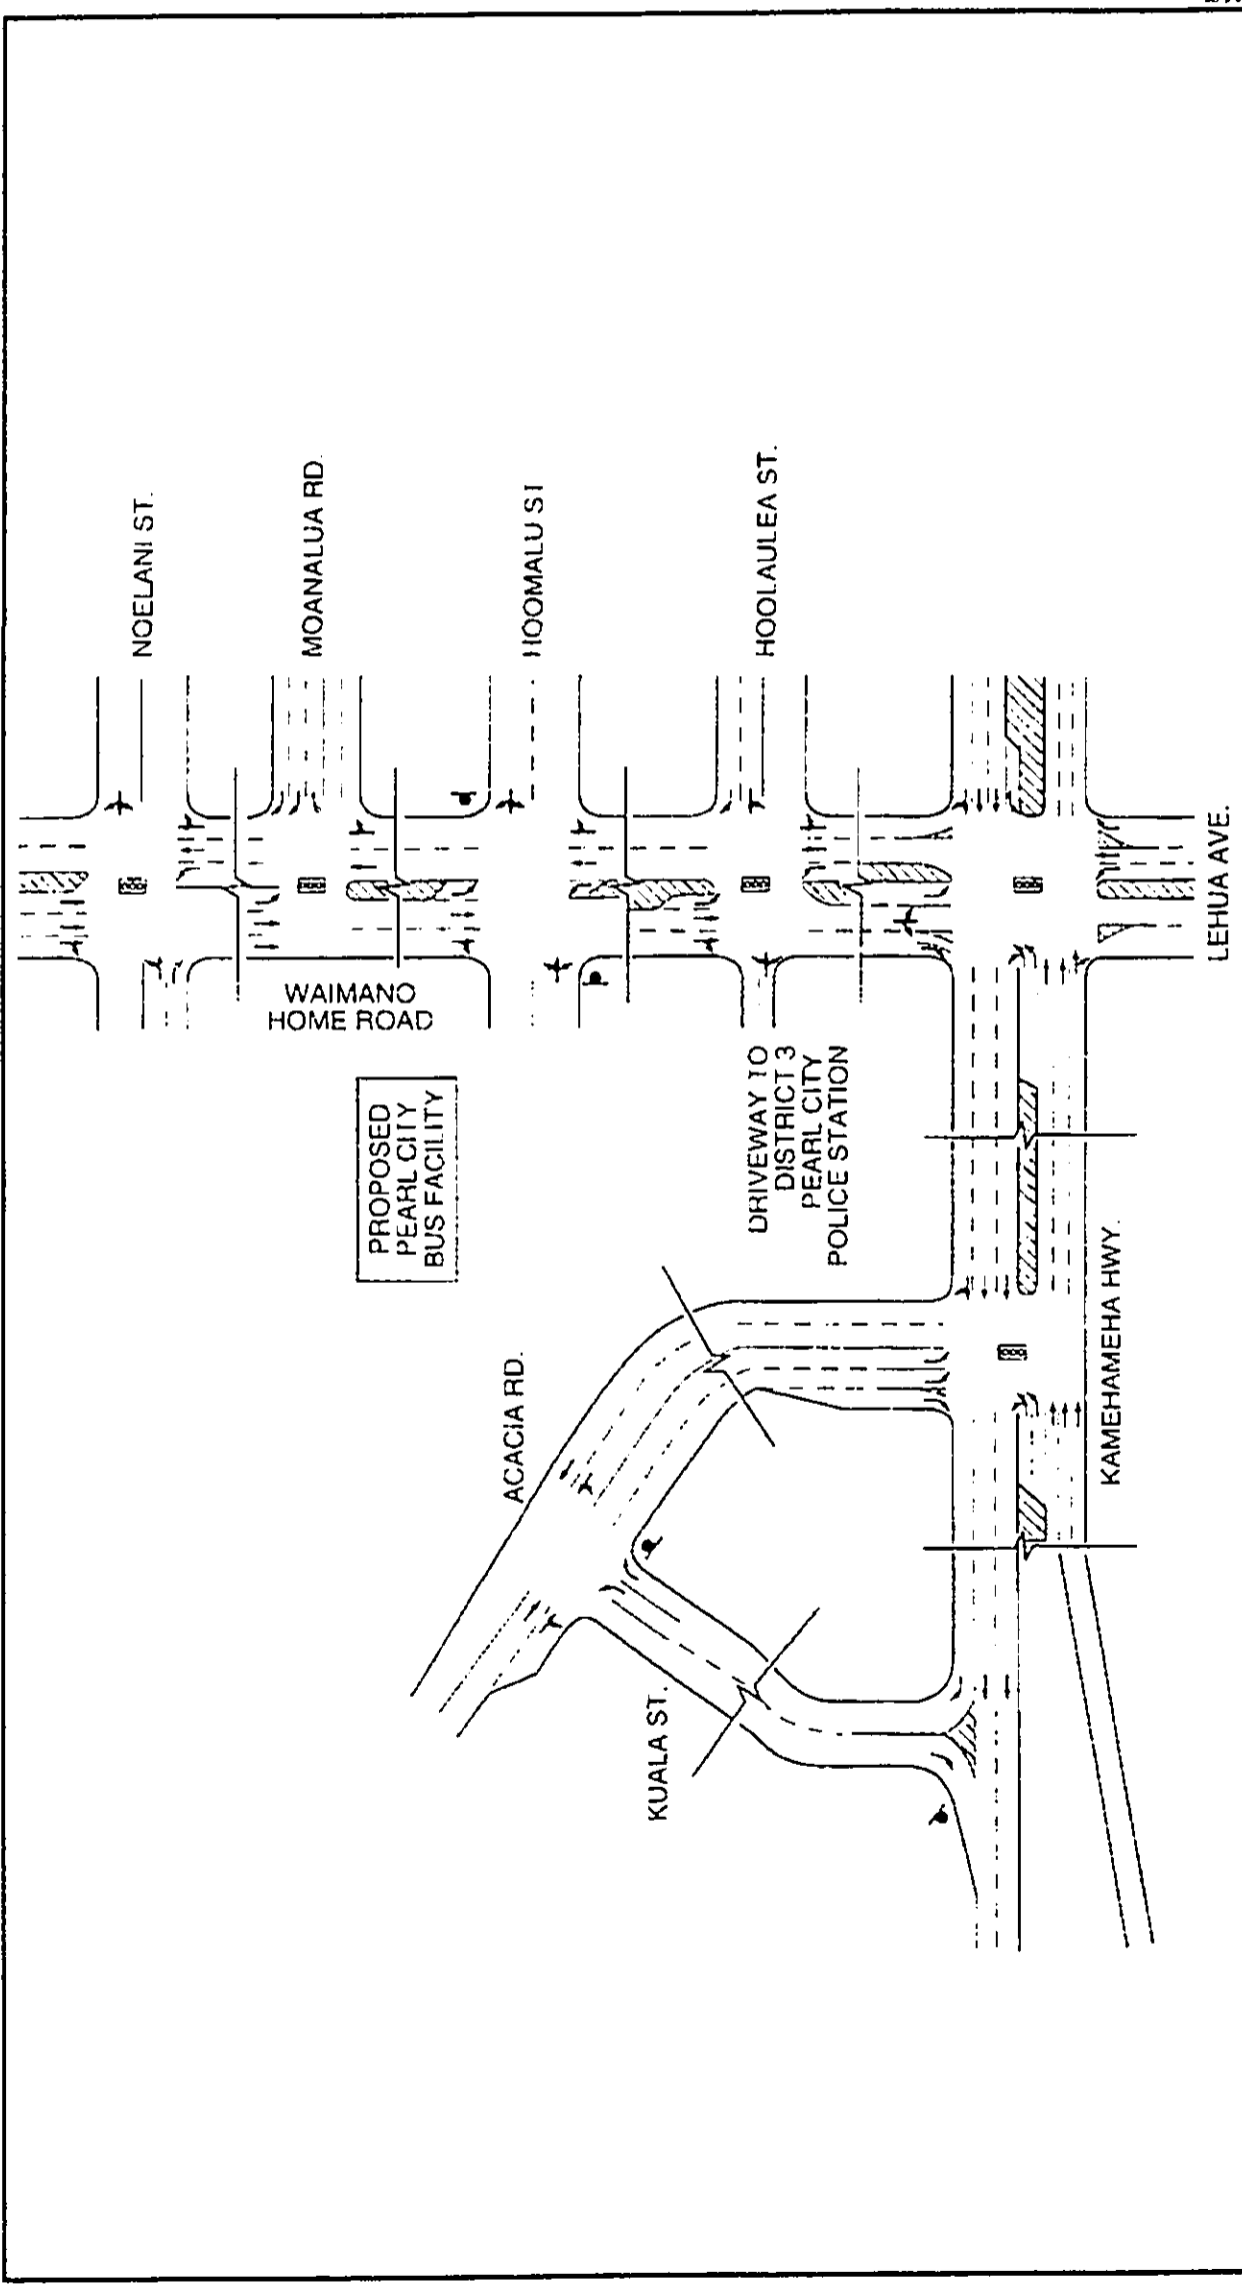 NOELANI ST.
MOANALUA RD.
HOOMALU ST
HOOLAULEA ST.
LEHUA AVE.
WAIMANO
HOME ROAD
PROPOSED
PEARL CITY
BUS FACILITY
DRIVEWAY TO
DISTRICT 3
PEARL CITY
POLICE STATION
ACACIA RD.
KAMEHAMEHA HWY.
KUALA ST.